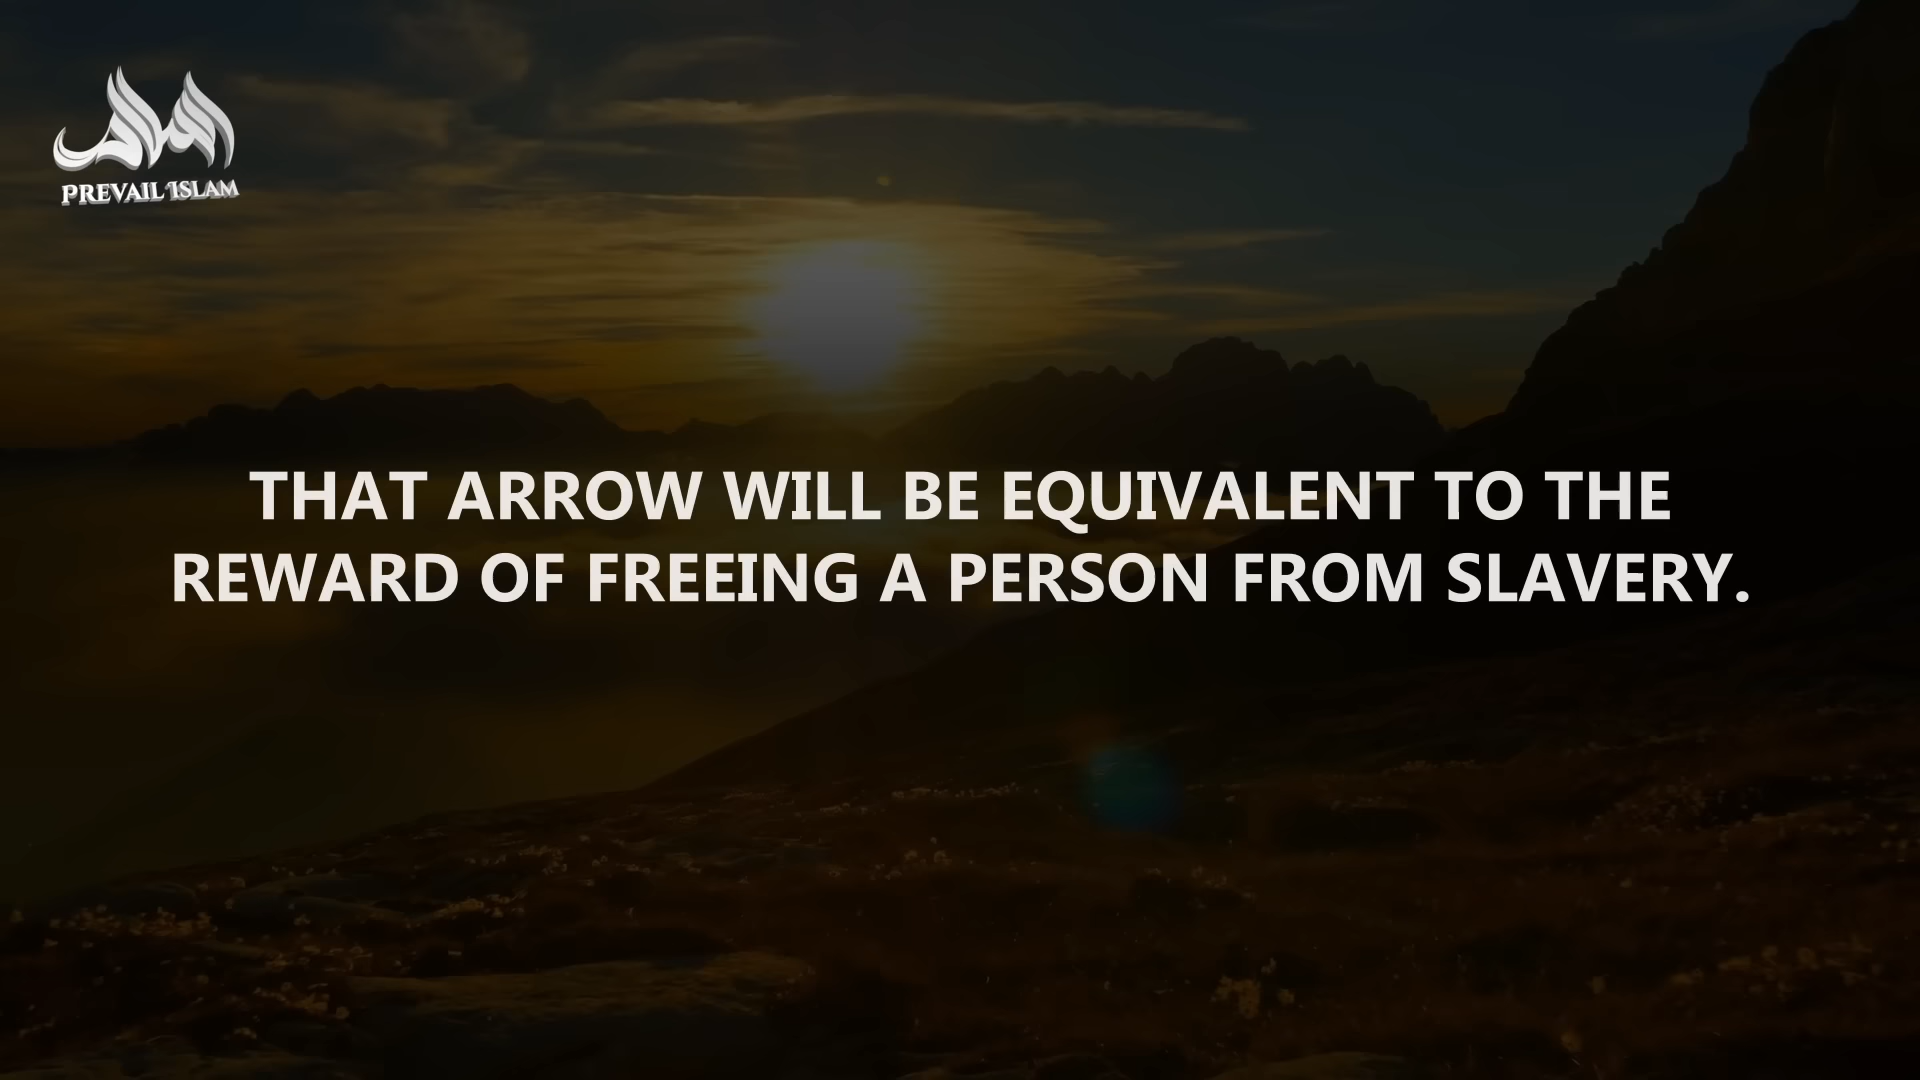 PREVAIL ISLAM
THAT ARROW WILL BE EQUIVALENT TO THE
REWARD OF FREEING A PERSON FROM SLAVERY.